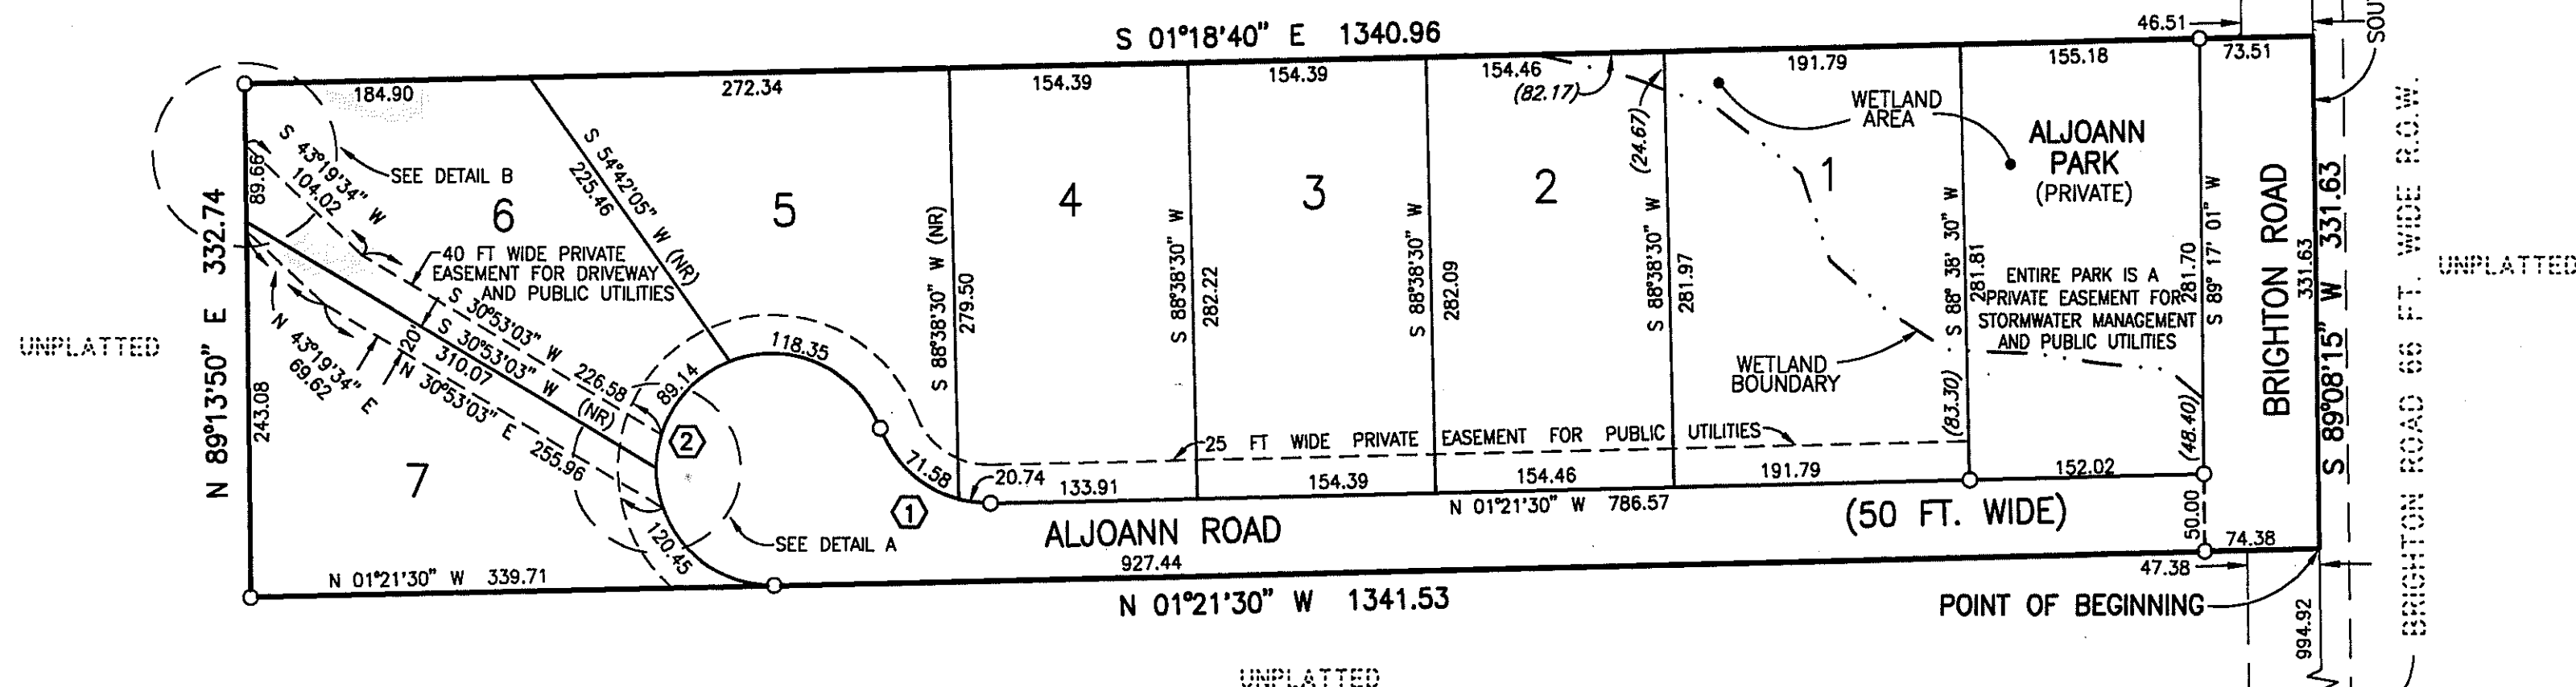 S 01°18'40" E 1340.96
46.51
73.51
SOU
184.90
272.34
154.39
154.39
154.46
(82.17)
191.79
155.18
WETLAND
AREA
ALJOANN
PARK
(PRIVATE)
SEE DETAIL B
S 43°19'34" W
104.02
89.66
N 89°13'50" E 332.74
243.08
6
5
4
3
2
1
7
S 54°42'05" W (NR)
225.46
40 FT WIDE PRIVATE
EASEMENT FOR DRIVEWAY
AND PUBLIC UTILITIES
S 30°53'03" W 226.58
S 30°53'03" W (NR)
310.07
20'
N 30°53'03" E 255.96
N 43°19'34" E
69.62
UNPLATTED
S 88°38'30" W (NR)
279.50
S 88°38'30" W
282.22
S 88°38'30" W
282.09
(24.67)
S 88°38'30" W
281.97
S 88° 38' 30" W
281.81
(83.30)
ENTIRE PARK IS A
PRIVATE EASEMENT FOR
STORMWATER MANAGEMENT
AND PUBLIC UTILITIES
281.70
S 89° 17' 01" W
(48.40)
BRIGHTON ROAD
331.63
S 89°08'15" W 331.63
BRIGHTON ROAD 66 FT. WIDE R.O.W.
UNPLATTED
WETLAND
BOUNDARY
118.35
89.14
2
71.58
1
120.45
SEE DETAIL A
25 FT WIDE PRIVATE EASEMENT FOR PUBLIC UTILITIES
20.74
133.91
154.39
154.46
191.79
152.02
N 01°21'30" W 786.57
ALJOANN ROAD
(50 FT. WIDE)
50.00
74.38
927.44
47.38
N 01°21'30" W 339.71
N 01°21'30" W 1341.53
POINT OF BEGINNING
994.92
UNPLATTED